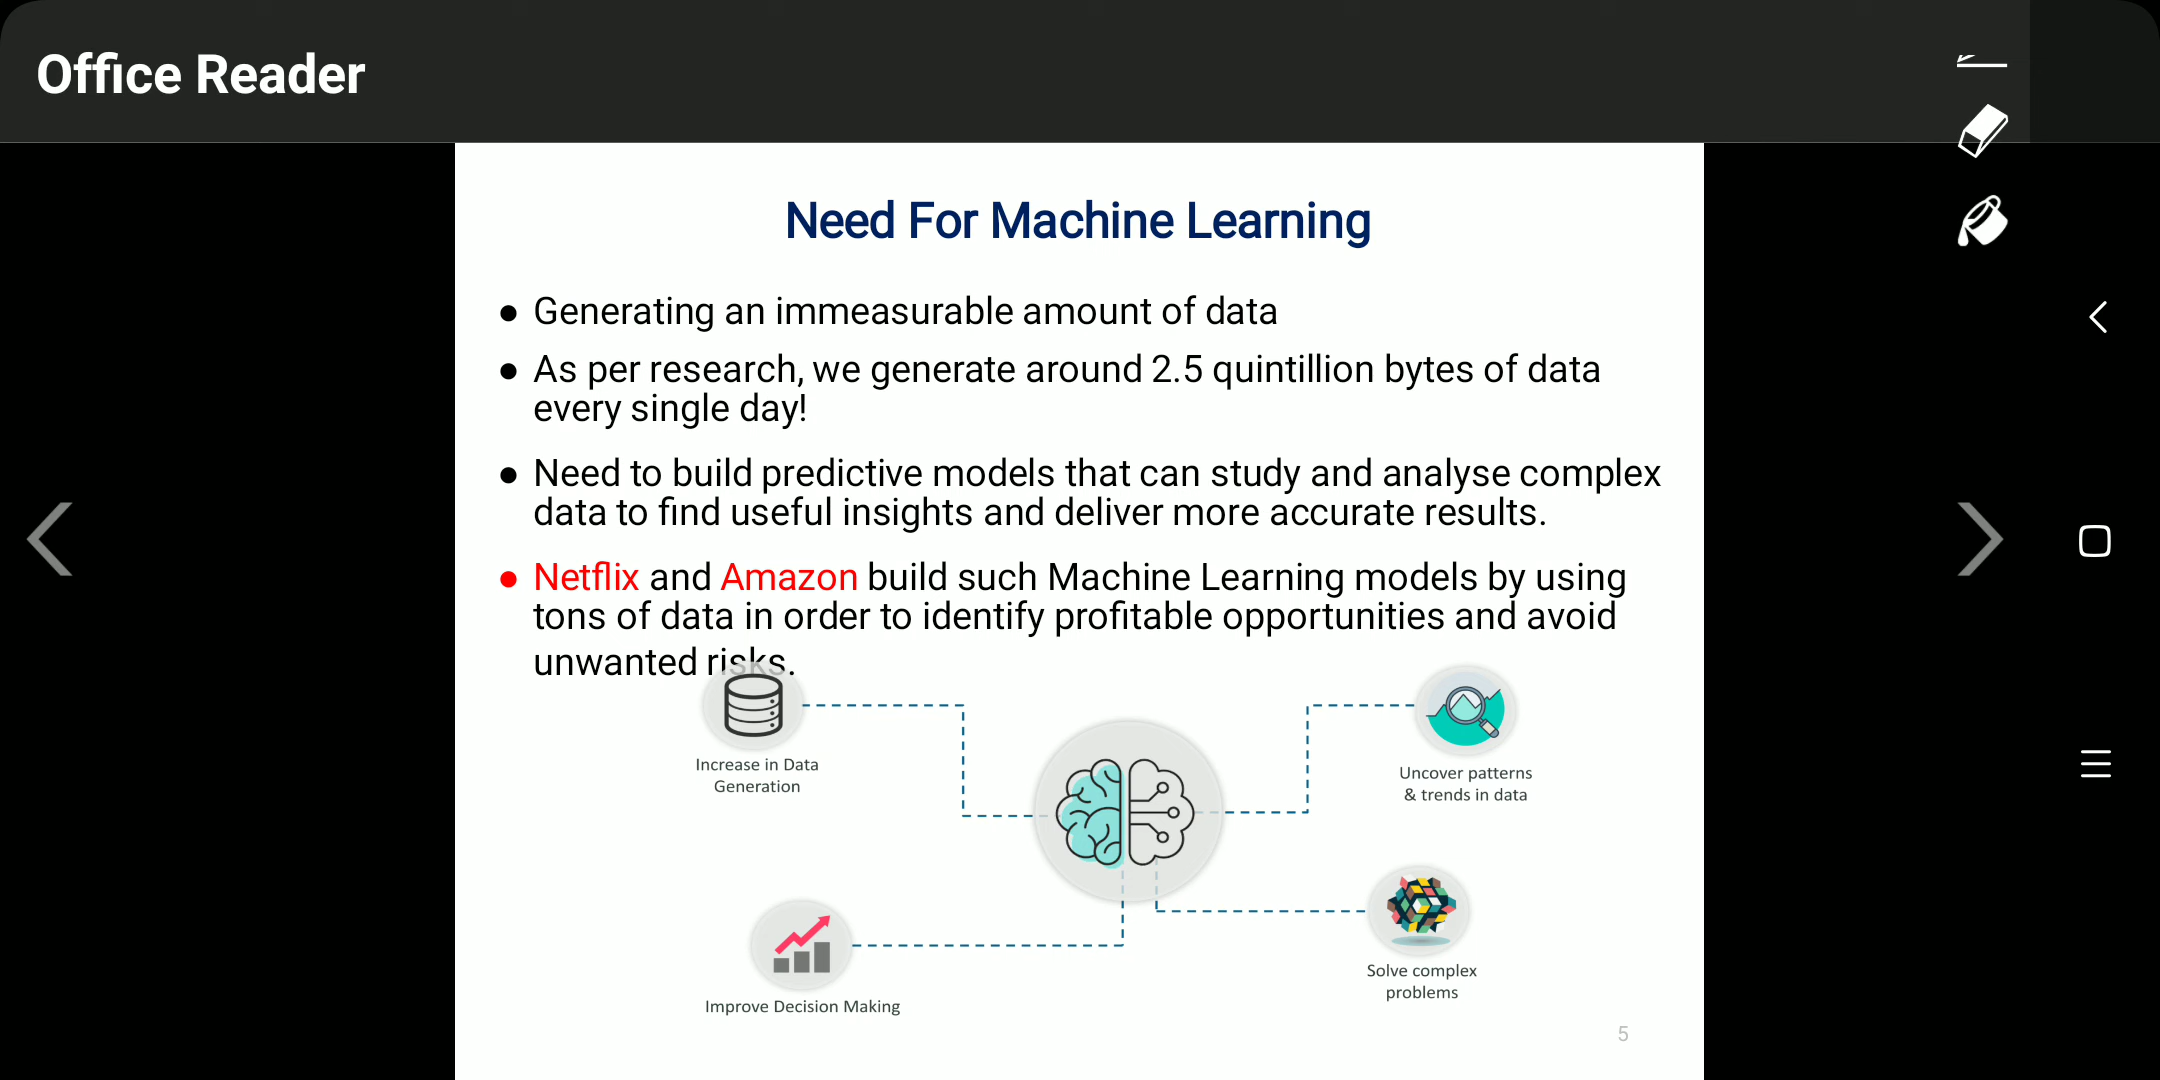 Office Reader
Need For Machine Learning
● Generating an immeasurable amount of data
● As per research, we generate around 2.5 quintillion bytes of data
every single day!
● Need to build predictive models that can study and analyse complex
data to find useful insights and deliver more accurate results.
● Netflix and Amazon build such Machine Learning models by using
tons of data in order to identify profitable opportunities and avoid
unwanted risks.
Increase in Data
Generation
Uncover patterns
& trends in data
Improve Decision Making
Solve complex
problems
5